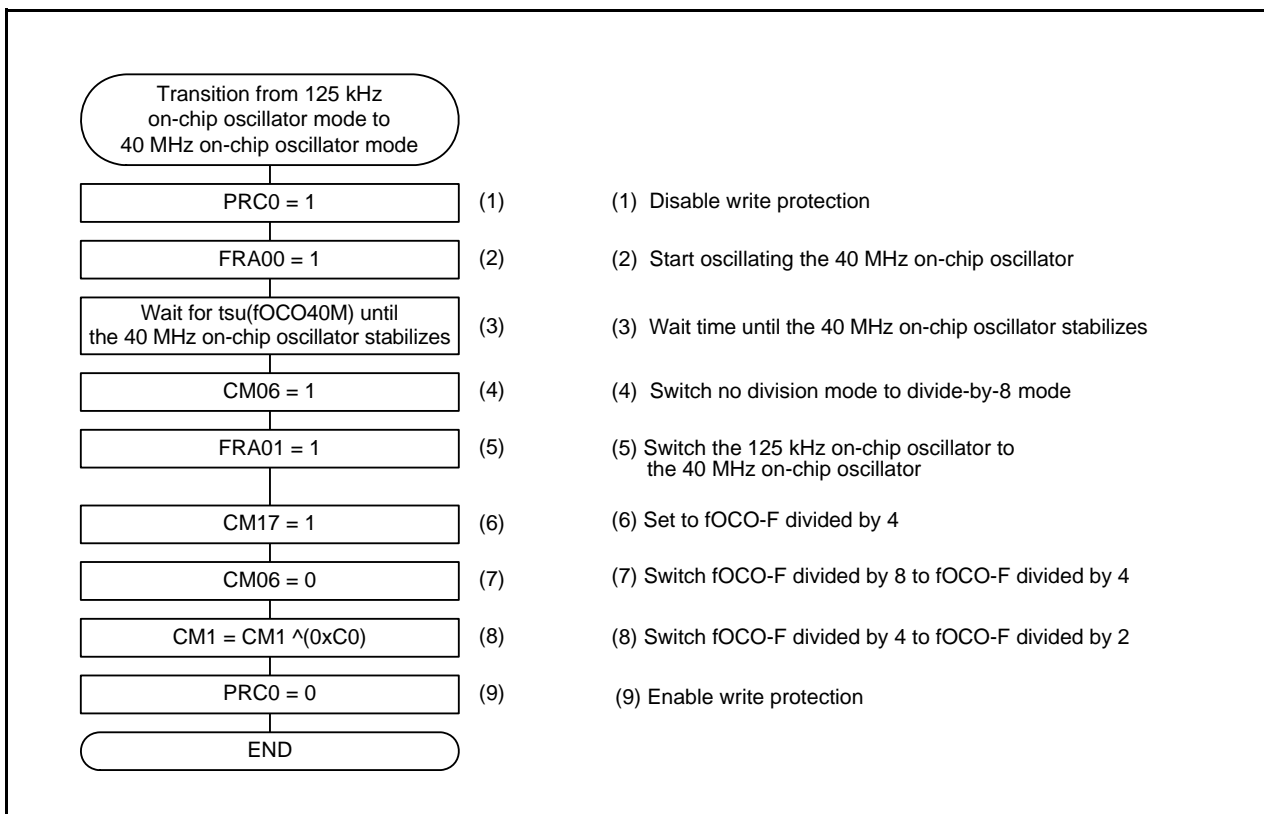 Transition from 125 kHz
on-chip oscillator mode to
40 MHz on-chip oscillator mode
PRC0 = 1
(1)
(1) Disable write protection
FRA00 = 1
(2)
(2) Start oscillating the 40 MHz on-chip oscillator
Wait for tsu(fOCO40M) until
the 40 MHz on-chip oscillator stabilizes
(3)
(3) Wait time until the 40 MHz on-chip oscillator stabilizes
CM06 = 1
(4)
(4) Switch no division mode to divide-by-8 mode
FRA01 = 1
(5)
(5) Switch the 125 kHz on-chip oscillator to
the 40 MHz on-chip oscillator
CM17 = 1
(6)
(6) Set to fOCO-F divided by 4
CM06 = 0
(7)
(7) Switch fOCO-F divided by 8 to fOCO-F divided by 4
CM1 = CM1 ^(0xC0)
(8)
(8) Switch fOCO-F divided by 4 to fOCO-F divided by 2
PRC0 = 0
(9)
(9) Enable write protection
END